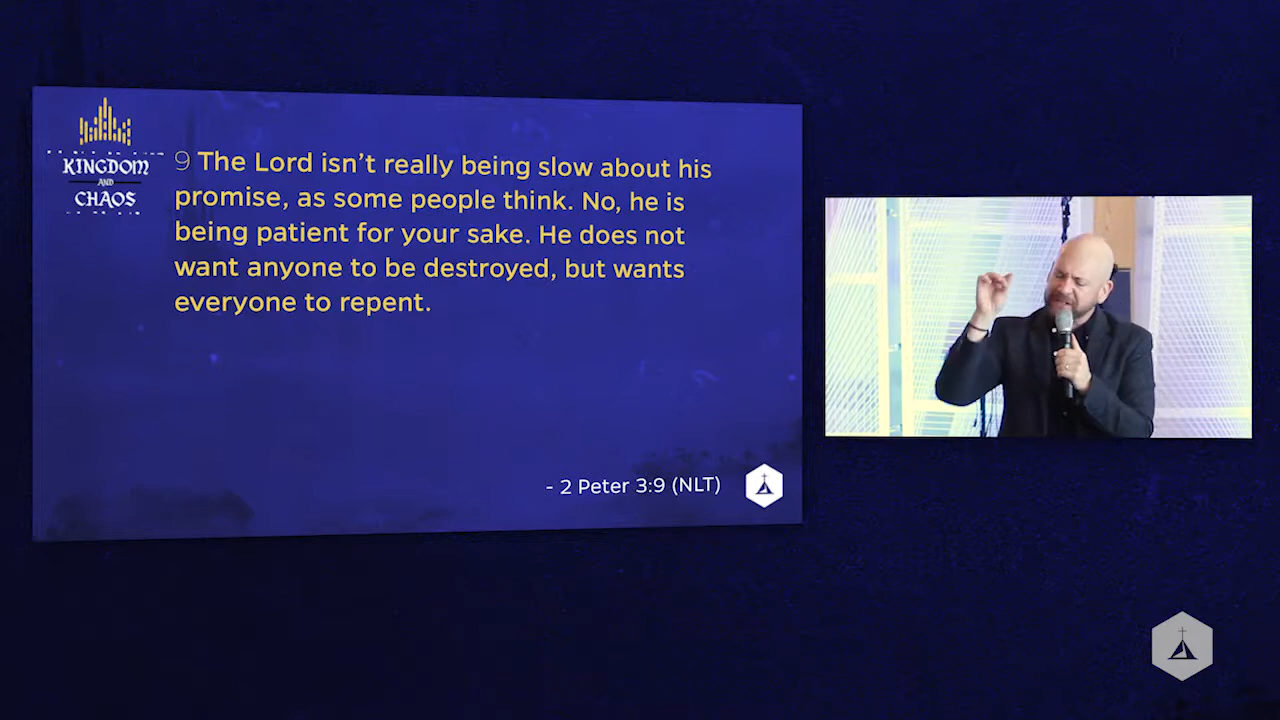 KINGDOM
AND
CHAOS
9 The Lord isn't really being slow about his
promise, as some people think. No, he is
being patient for your sake. He does not
want anyone to be destroyed, but wants
everyone to repent.
- 2 Peter 3:9 (NLT)